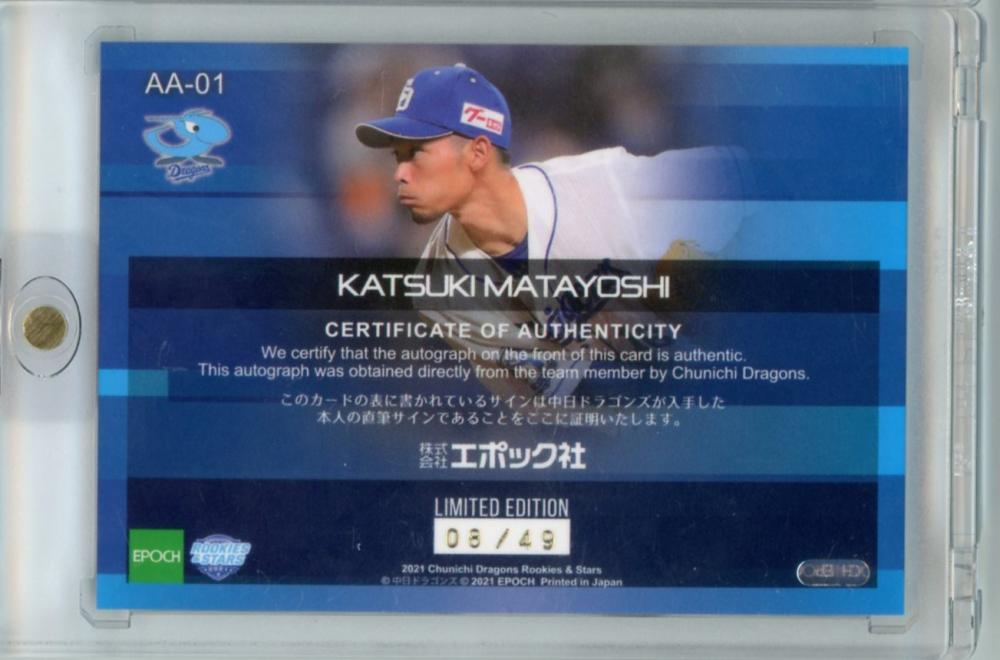 AA-01
Dragons
グー
KATSUKI MATAYOSHI
CERTIFICATE OF AUTHENTICITY
We certify that the autograph on the front of this card is authentic.
This autograph was obtained directly from the team member by Chunichi Dragons.
このカードの表に書かれているサインは中日ドラゴンズが入手した
本人の直筆サインであることをここに証明いたします。
株式会社エポック社
LIMITED EDITION
08/49
EPOCH
ROOKIES
&STARS
2021 Chunichi Dragons Rookies & Stars
© 中日ドラゴンズ © 2021 EPOCH Printed in Japan